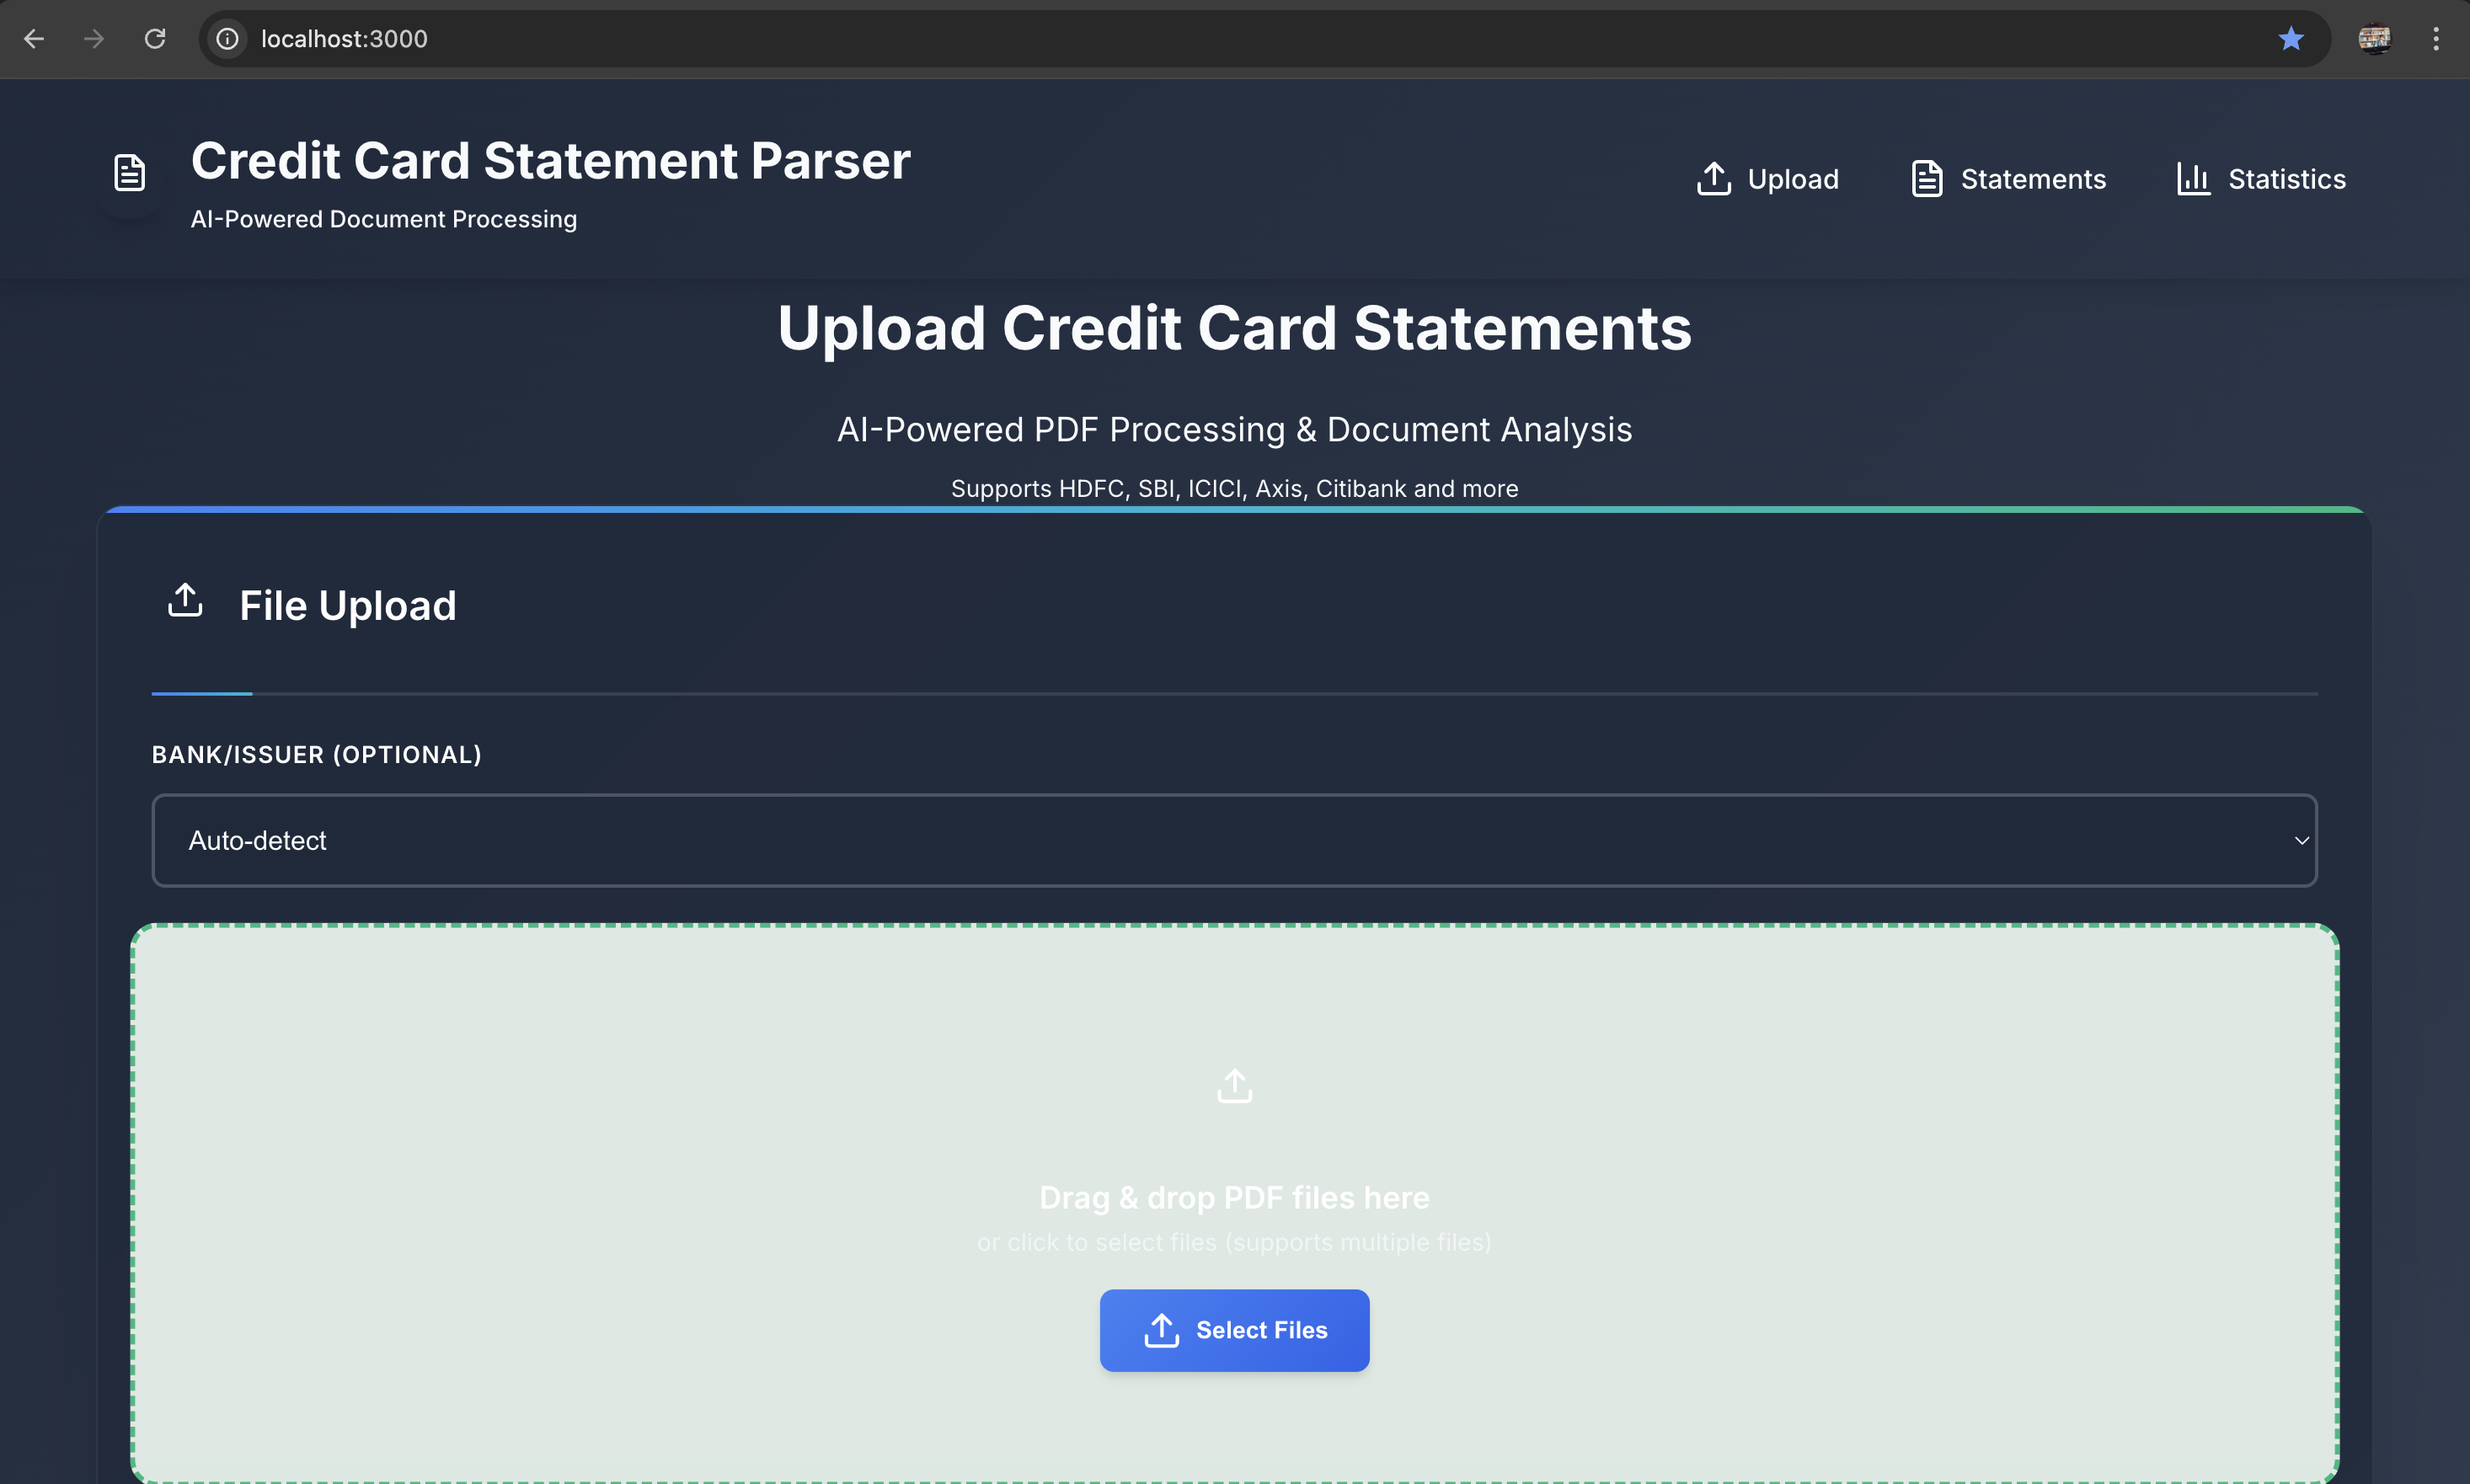 localhost:3000
Credit Card Statement Parser
AI-Powered Document Processing
Upload
Statements
Statistics
Upload Credit Card Statements
AI-Powered PDF Processing & Document Analysis
Supports HDFC, SBI, ICICI, Axis, Citibank and more
File Upload
BANK/ISSUER (OPTIONAL)
Auto-detect
Drag & drop PDF files here
or click to select files (supports multiple files)
Select Files